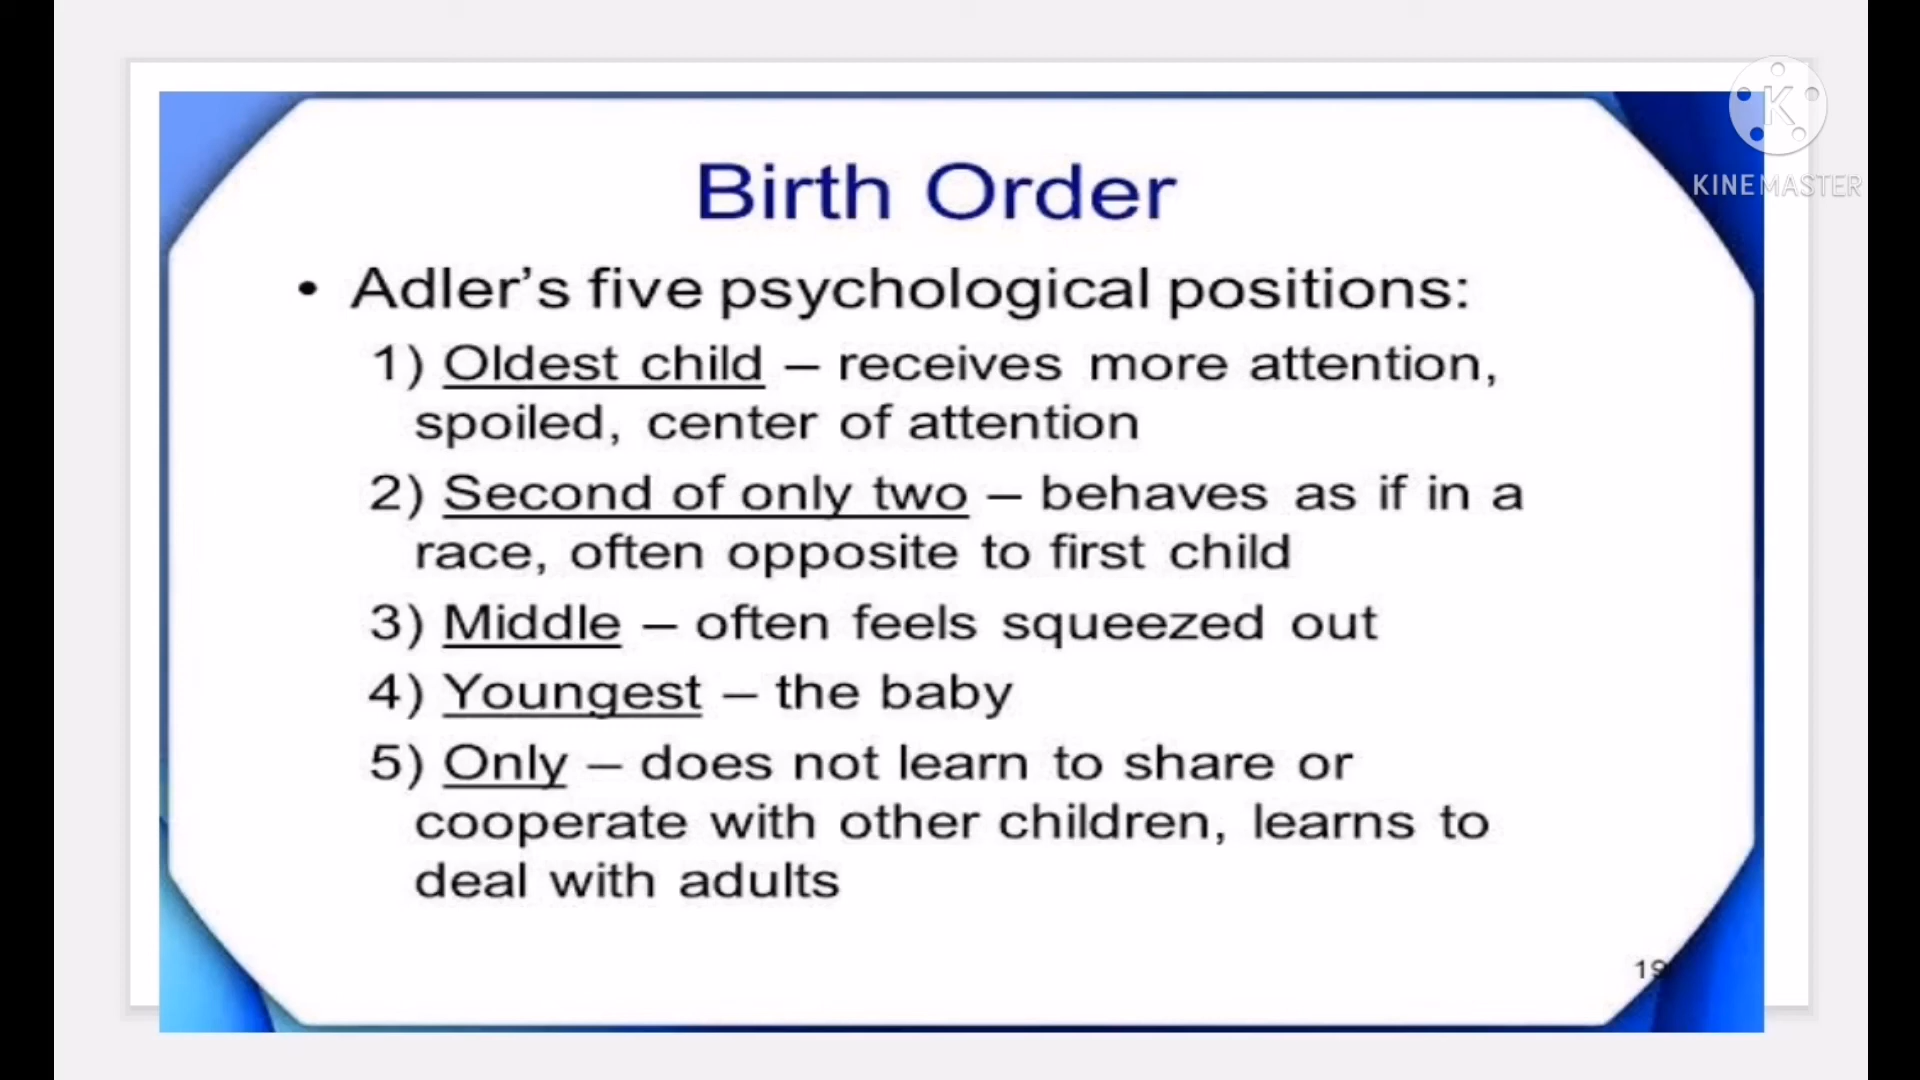 Birth Order
• Adler's five psychological positions:
1) Oldest child – receives more attention,
spoiled, center of attention
2) Second of only two – behaves as if in a
race, often opposite to first child
3) Middle – often feels squeezed out
4) Youngest – the baby
5) Only – does not learn to share or
cooperate with other children, learns to
deal with adults
19
K
KINEMASTER